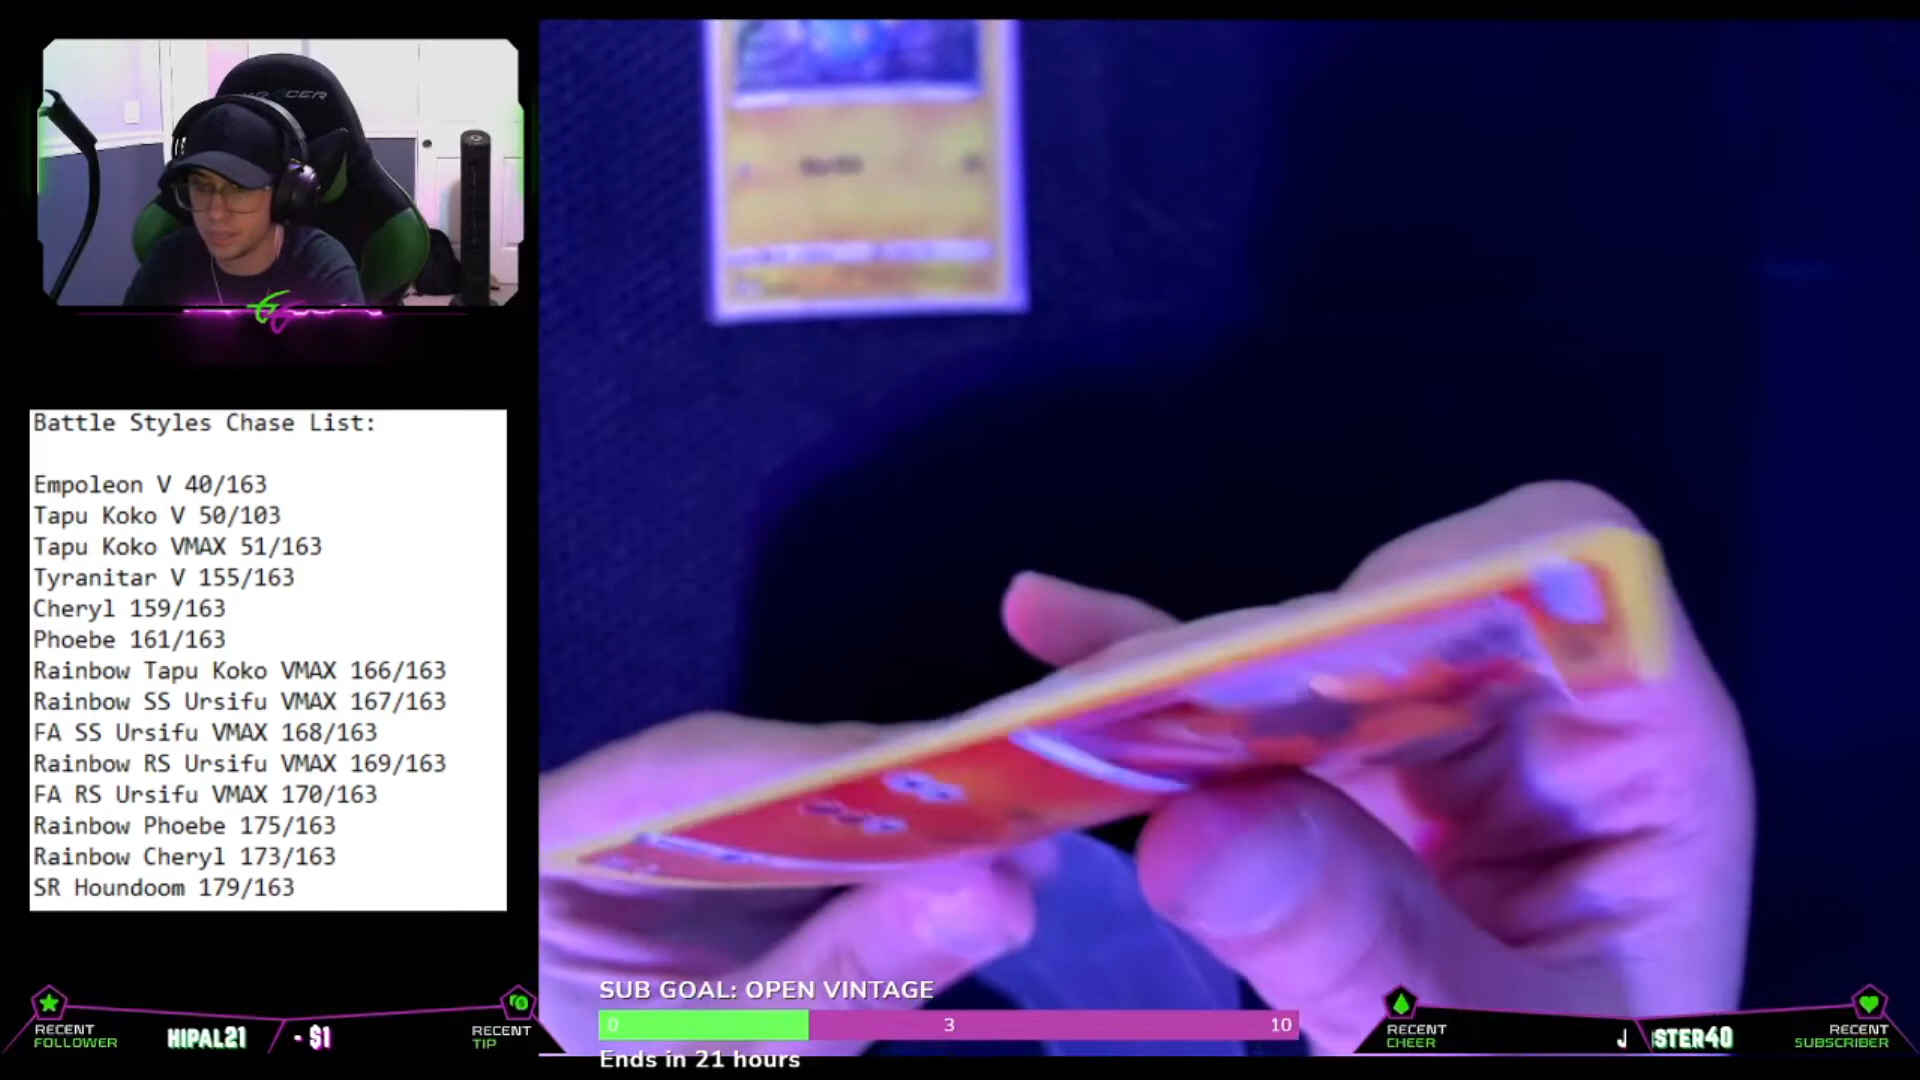 Battle Styles Chase List:
Empoleon V 40/163
Tapu Koko V 50/103
Tapu Koko VMAX 51/163
Tyranitar V 155/163
Cheryl 159/163
Phoebe 161/163
Rainbow Tapu Koko VMAX 166/163
Rainbow SS Ursifu VMAX 167/163
FA SS Ursifu VMAX 168/163
Rainbow RS Ursifu VMAX 169/163
FA RS Ursifu VMAX 170/163
Rainbow Phoebe 175/163
Rainbow Cheryl 173/163
SR Houndoom 179/163
SUB GOAL: OPEN VINTAGE
0 3 10
Ends in 21 hours
RECENT FOLLOWER
HIPAL21
- $1
RECENT TIP
RECENT CHEER
J
STER40
RECENT SUBSCRIBER